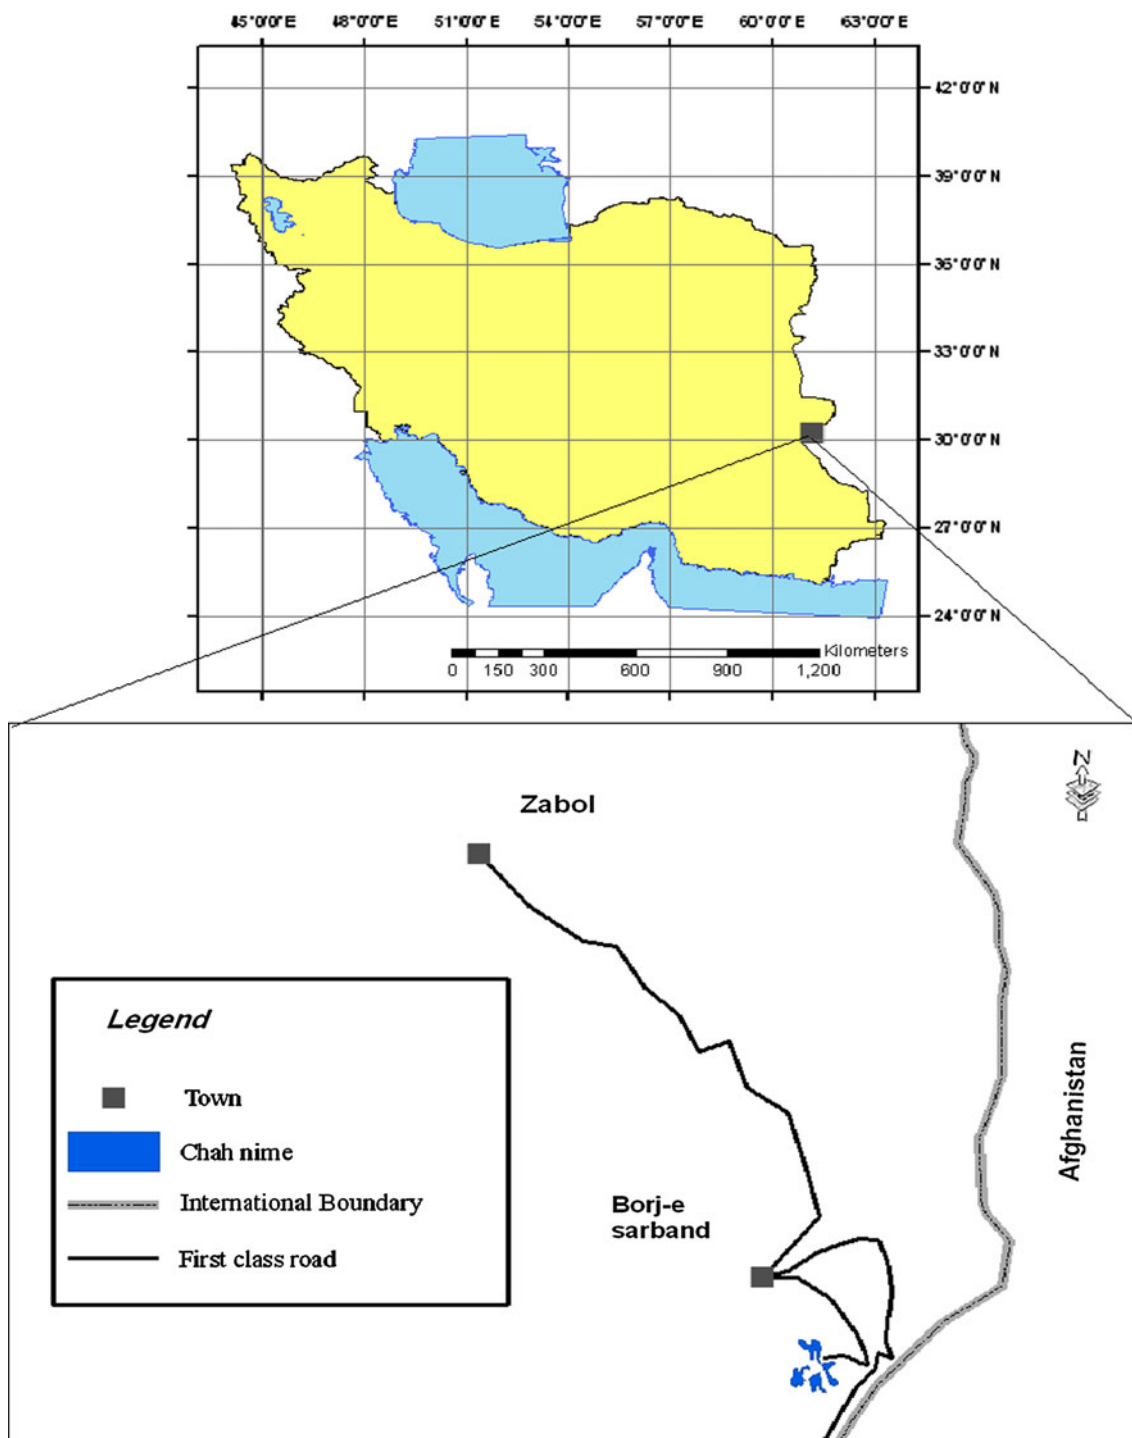 45°0'0"E 48°0'0"E 51°0'0"E 54°0'0"E 57°0'0"E 60°0'0"E 63°0'0"E
42°0'0"N
39°0'0"N
36°0'0"N
33°0'0"N
30°0'0"N
27°0'0"N
24°0'0"N
Kilometers
0 150 300 600 900 1,200
N
Zabol
Afghanistan
Legend
Town
Chah nime
International Boundary
First class road
Borj-e
sarband